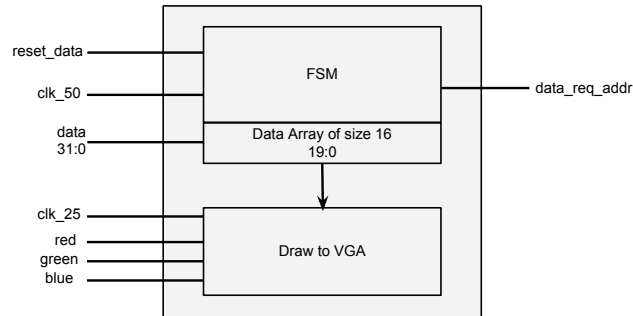 reset_data
FSM
clk_50
data_req_addr
data
31:0
Data Array of size 16
19:0
clk_25
red
green
blue
Draw to VGA